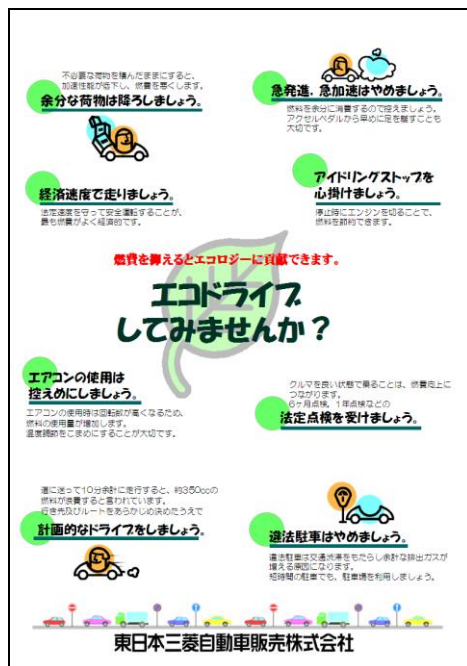 不必要な荷物を積んだままにすると、
加速性能が低下し、燃費を悪くします。
余分な荷物は降ろしましょう。
急発進、急加速はやめましょう。
燃料を余分に消費するので控えましょう。
アクセルペダルから早めに足を離すことも
大切です。
経済速度で走りましょう。
法定速度を守って安全運転することが、
最も燃費がよく経済的です。
アイドリングストップを
心掛けましょう。
停止時にエンジンを切ることで、
燃料を節約できます。
燃費を抑えるとエコロジーに貢献できます。
エコドライブ
してみませんか?
エアコンの使用は
控えめにしましょう。
エアコンの使用時は回転数が高くなるため、
燃料の使用量が増加します。
温度調節をこまめにすることが大切です。
クルマを良い状態で乗ることは、燃費向上に
つながります。
6ヶ月点検、1年点検などの
法定点検を受けましょう。
道に迷って10分余計に走行すると、約350ccの
燃料が浪費すると言われています。
行き先及びルートをあらかじめ決めたうえで
計画的なドライブをしましょう。
違法駐車はやめましょう。
違法駐車は交通渋滞をもたらし余計な排出ガスが
増える原因になります。
短時間の駐車でも、駐車場を利用しましょう。
東日本三菱自動車販売株式会社